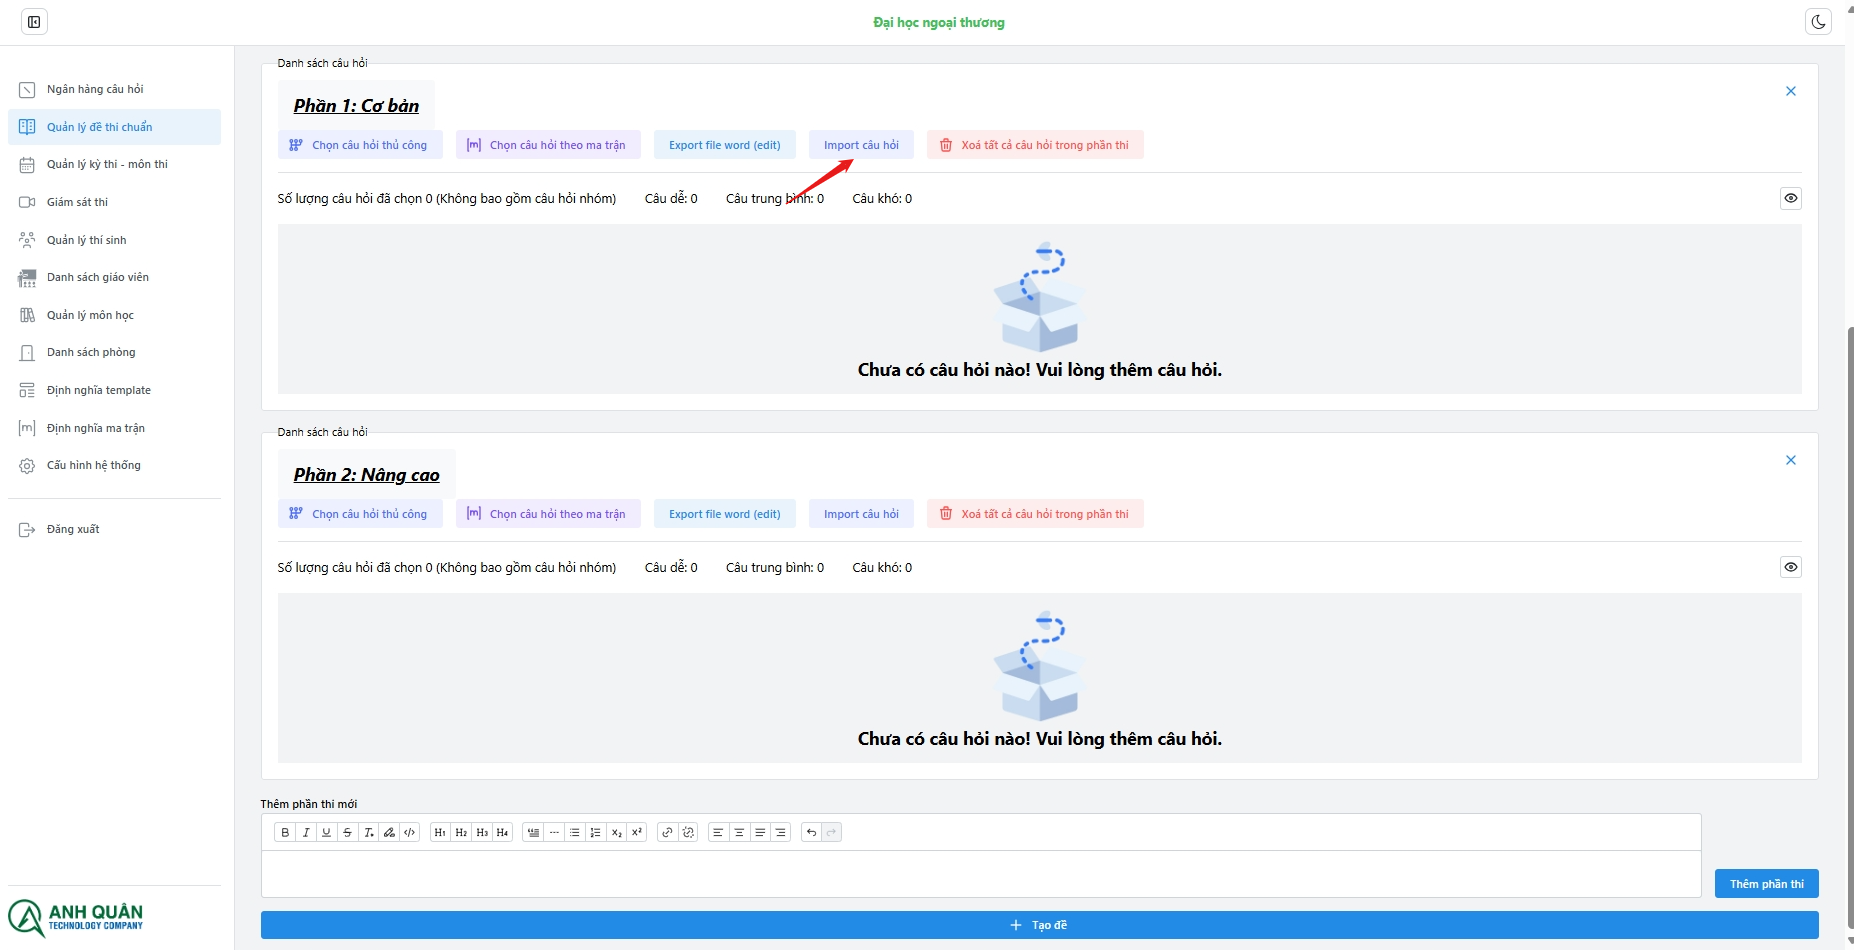 Đại học ngoại thương
Ngân hàng câu hỏi
Quản lý đề thi chuẩn
Quản lý kỳ thi - môn thi
Giám sát thi
Quản lý thí sinh
Danh sách giáo viên
Quản lý môn học
Danh sách phòng
Định nghĩa template
Định nghĩa ma trận
Cấu hình hệ thống
Đăng xuất
ANH QUÂN
TECHNOLOGY COMPANY
Danh sách câu hỏi
Phần 1: Cơ bản
Chọn câu hỏi thủ công
Chọn câu hỏi theo ma trận
Export file word (edit)
Import câu hỏi
Xoá tất cả câu hỏi trong phần thi
Số lượng câu hỏi đã chọn 0 (Không bao gồm câu hỏi nhóm) Câu dễ: 0 Câu trung bình: 0 Câu khó: 0
Chưa có câu hỏi nào! Vui lòng thêm câu hỏi.
Danh sách câu hỏi
Phần 2: Nâng cao
Chọn câu hỏi thủ công
Chọn câu hỏi theo ma trận
Export file word (edit)
Import câu hỏi
Xoá tất cả câu hỏi trong phần thi
Số lượng câu hỏi đã chọn 0 (Không bao gồm câu hỏi nhóm) Câu dễ: 0 Câu trung bình: 0 Câu khó: 0
Chưa có câu hỏi nào! Vui lòng thêm câu hỏi.
Thêm phần thi mới
B I U S H1 H2 H3 H4 x2 x²
Thêm phần thi
Tạo đề